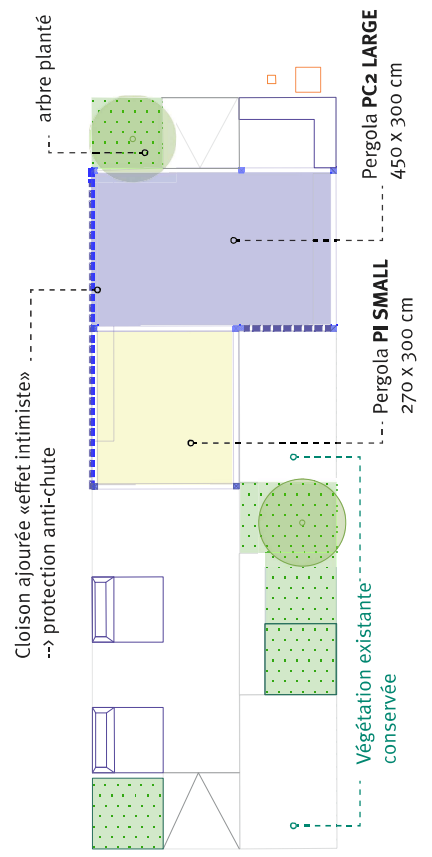 arbre planté
Pergola PC2 LARGE
450 x 300 cm
Cloison ajourée «effet intimiste»
--> protection anti-chute
Pergola PI SMALL
270 x 300 cm
Végétation existante
conservée